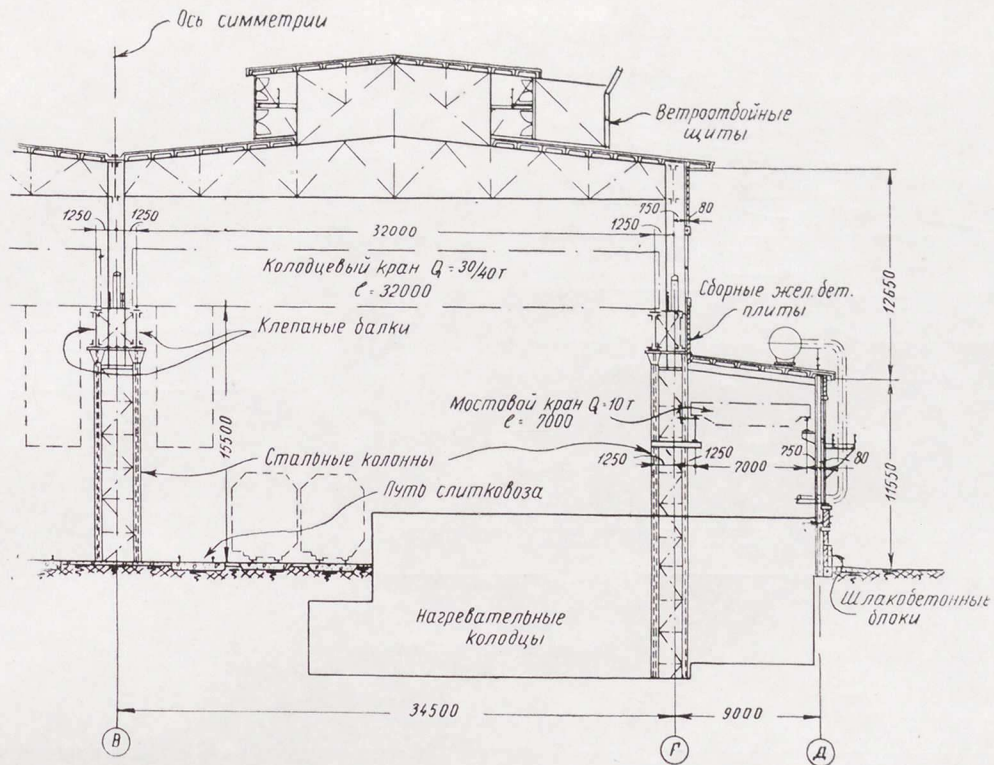 Ось симметрии
Ветроотбойные
щиты
1250
1250
32000
1250
750
80
Колодцевый кран Q = 30/40т
ℓ = 32000
Сборные жел. бет.
плиты
12650
Клепаные балки
Мостовой кран Q = 10т
ℓ = 7000
15500
Стальные колонны
1250
1250
7000
750
80
Путь слитковоза
11550
Нагревательные
колодцы
Шлакобетонные
блоки
34500
9000
В
Г
Д